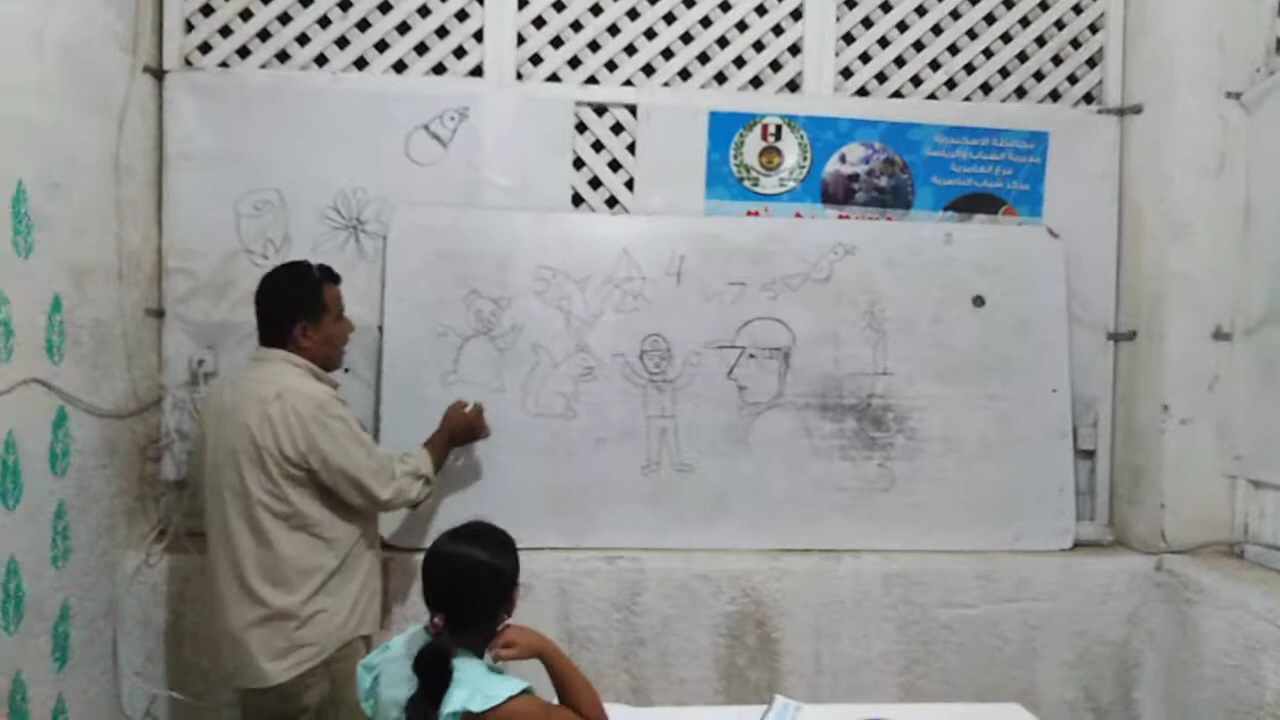 محافظة الاسكندرية
مديرية الشباب والرياضة
فرع العامرية
مركز شباب الناصرية
4